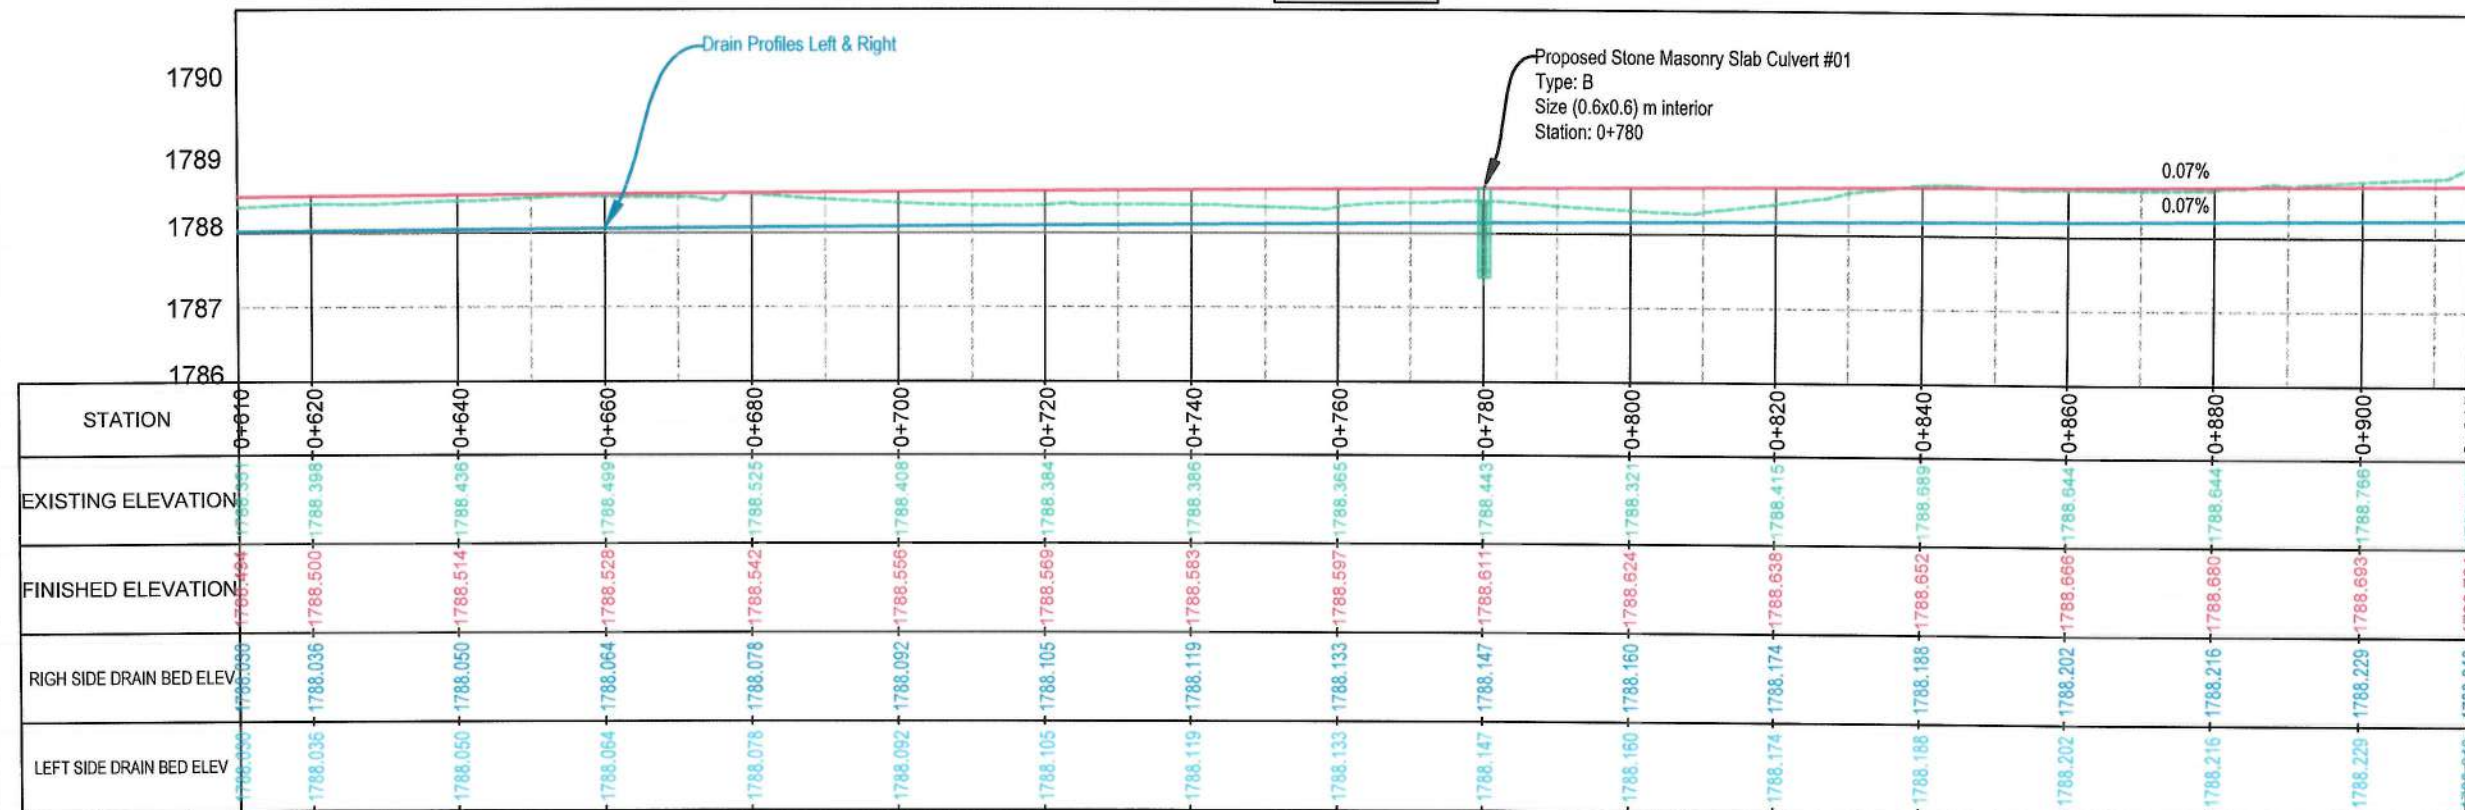 Drain Profiles Left & Right
Proposed Stone Masonry Slab Culvert #01
Type: B
Size (0.6x0.6) m interior
Station: 0+780
1790
1789
1788
1787
1786
0.07%
0.07%
STATION 0+610 0+620 0+640 0+660 0+680 0+700 0+720 0+740 0+760 0+780 0+800 0+820 0+840 0+860 0+880 0+900
EXISTING ELEVATION 1788.398 1788.436 1788.499 1788.525 1788.408 1788.384 1788.386 1788.365 1788.443 1788.321 1788.415 1788.689 1788.644 1788.644 1788.766
FINISHED ELEVATION 1788.494 1788.500 1788.514 1788.528 1788.542 1788.556 1788.569 1788.583 1788.597 1788.611 1788.624 1788.638 1788.652 1788.666 1788.680 1788.693
RIGH SIDE DRAIN BED ELEV 1788.030 1788.036 1788.050 1788.064 1788.078 1788.092 1788.105 1788.119 1788.133 1788.147 1788.160 1788.174 1788.188 1788.202 1788.216 1788.229
LEFT SIDE DRAIN BED ELEV 1788.030 1788.036 1788.050 1788.064 1788.078 1788.092 1788.105 1788.119 1788.133 1788.147 1788.160 1788.174 1788.188 1788.202 1788.216 1788.229